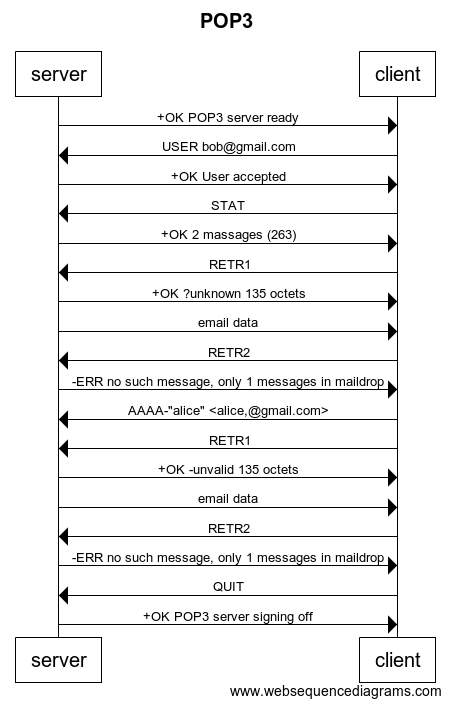 POP3
server
client
+OK POP3 server ready
USER bob@gmail.com
+OK User accepted
STAT
+OK 2 massages (263)
RETR1
+OK ?unknown 135 octets
email data
RETR2
-ERR no such message, only 1 messages in maildrop
AAAA-"alice" <alice,@gmail.com>
RETR1
+OK -unvalid 135 octets
email data
RETR2
-ERR no such message, only 1 messages in maildrop
QUIT
+OK POP3 server signing off
server
client
www.websequencediagrams.com